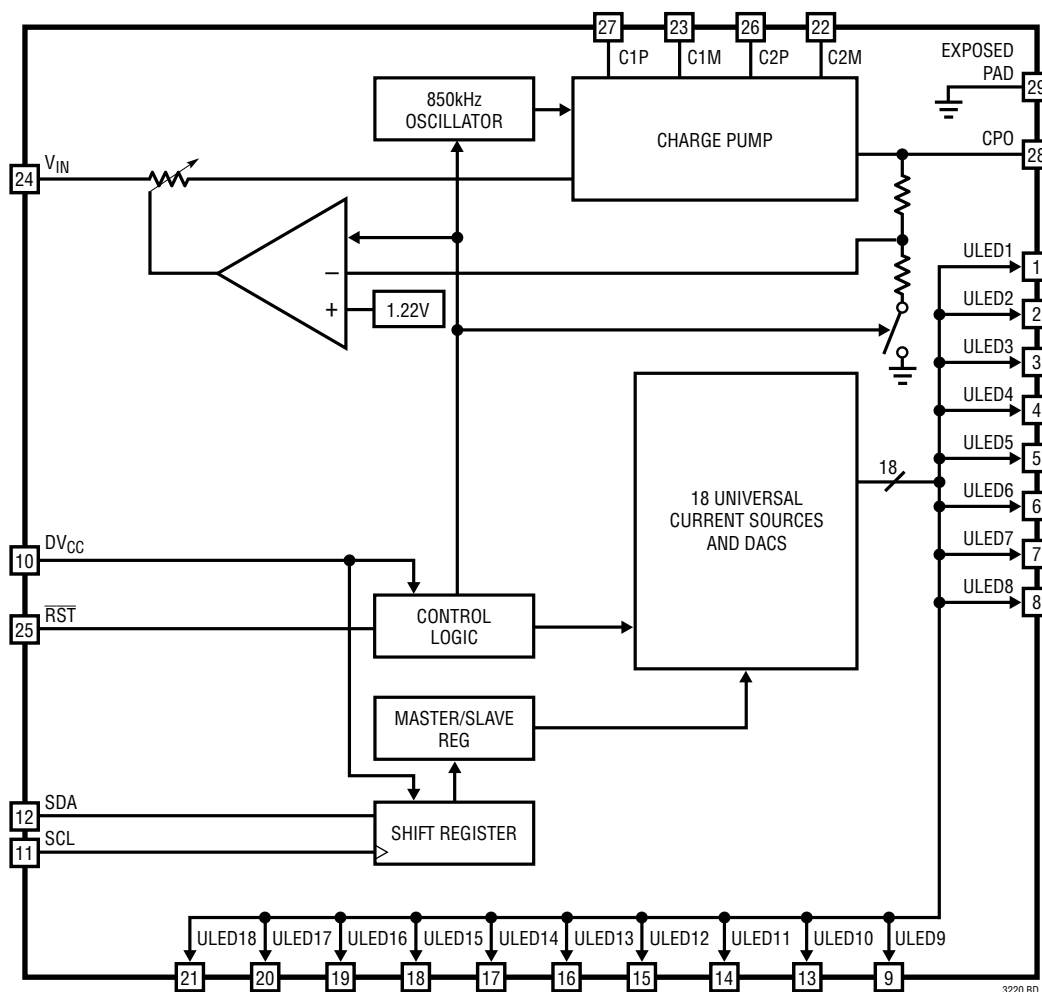 27
23
26
22
C1P
C1M
C2P
C2M
EXPOSED
PAD
29
850kHz
OSCILLATOR
CHARGE PUMP
CPO
28
VIN
24
ULED1
1
–
+
1.22V
ULED2
2
ULED3
3
ULED4
4
ULED5
5
18
ULED6
6
18 UNIVERSAL
CURRENT SOURCES
AND DACS
ULED7
7
DVCC
10
ULED8
8
RST
25
CONTROL
LOGIC
MASTER/SLAVE
REG
SDA
12
SCL
11
SHIFT REGISTER
ULED18
ULED17
ULED16
ULED15
ULED14
ULED13
ULED12
ULED11
ULED10
ULED9
21
20
19
18
17
16
15
14
13
9
3220 BD